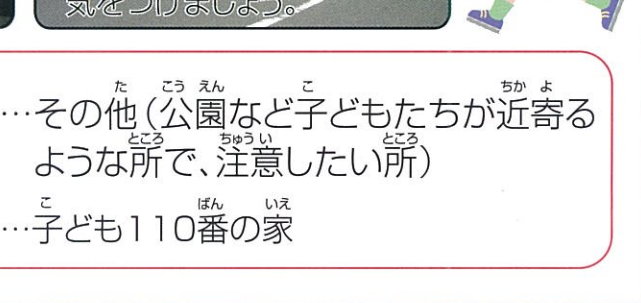 気をつけましょう。
…その他(公園など子どもたちが近寄る
ような所で、注意したい所)
…子ども110番の家